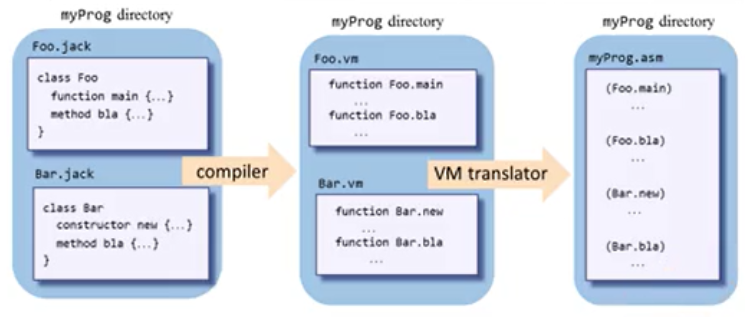 myProg directory
Foo.jack
class Foo
function main {...}
method bla {...}
}
Bar.jack
class Bar
constructor new {...}
method bla {...}
}
compiler
myProg directory
Foo.vm
function Foo.main
...
function Foo.bla
...
Bar.vm
function Bar.new
...
function Bar.bla
...
VM translator
myProg directory
myProg.asm
(Foo.main)
...
(Foo.bla)
...
(Bar.new)
...
(Bar.bla)
...